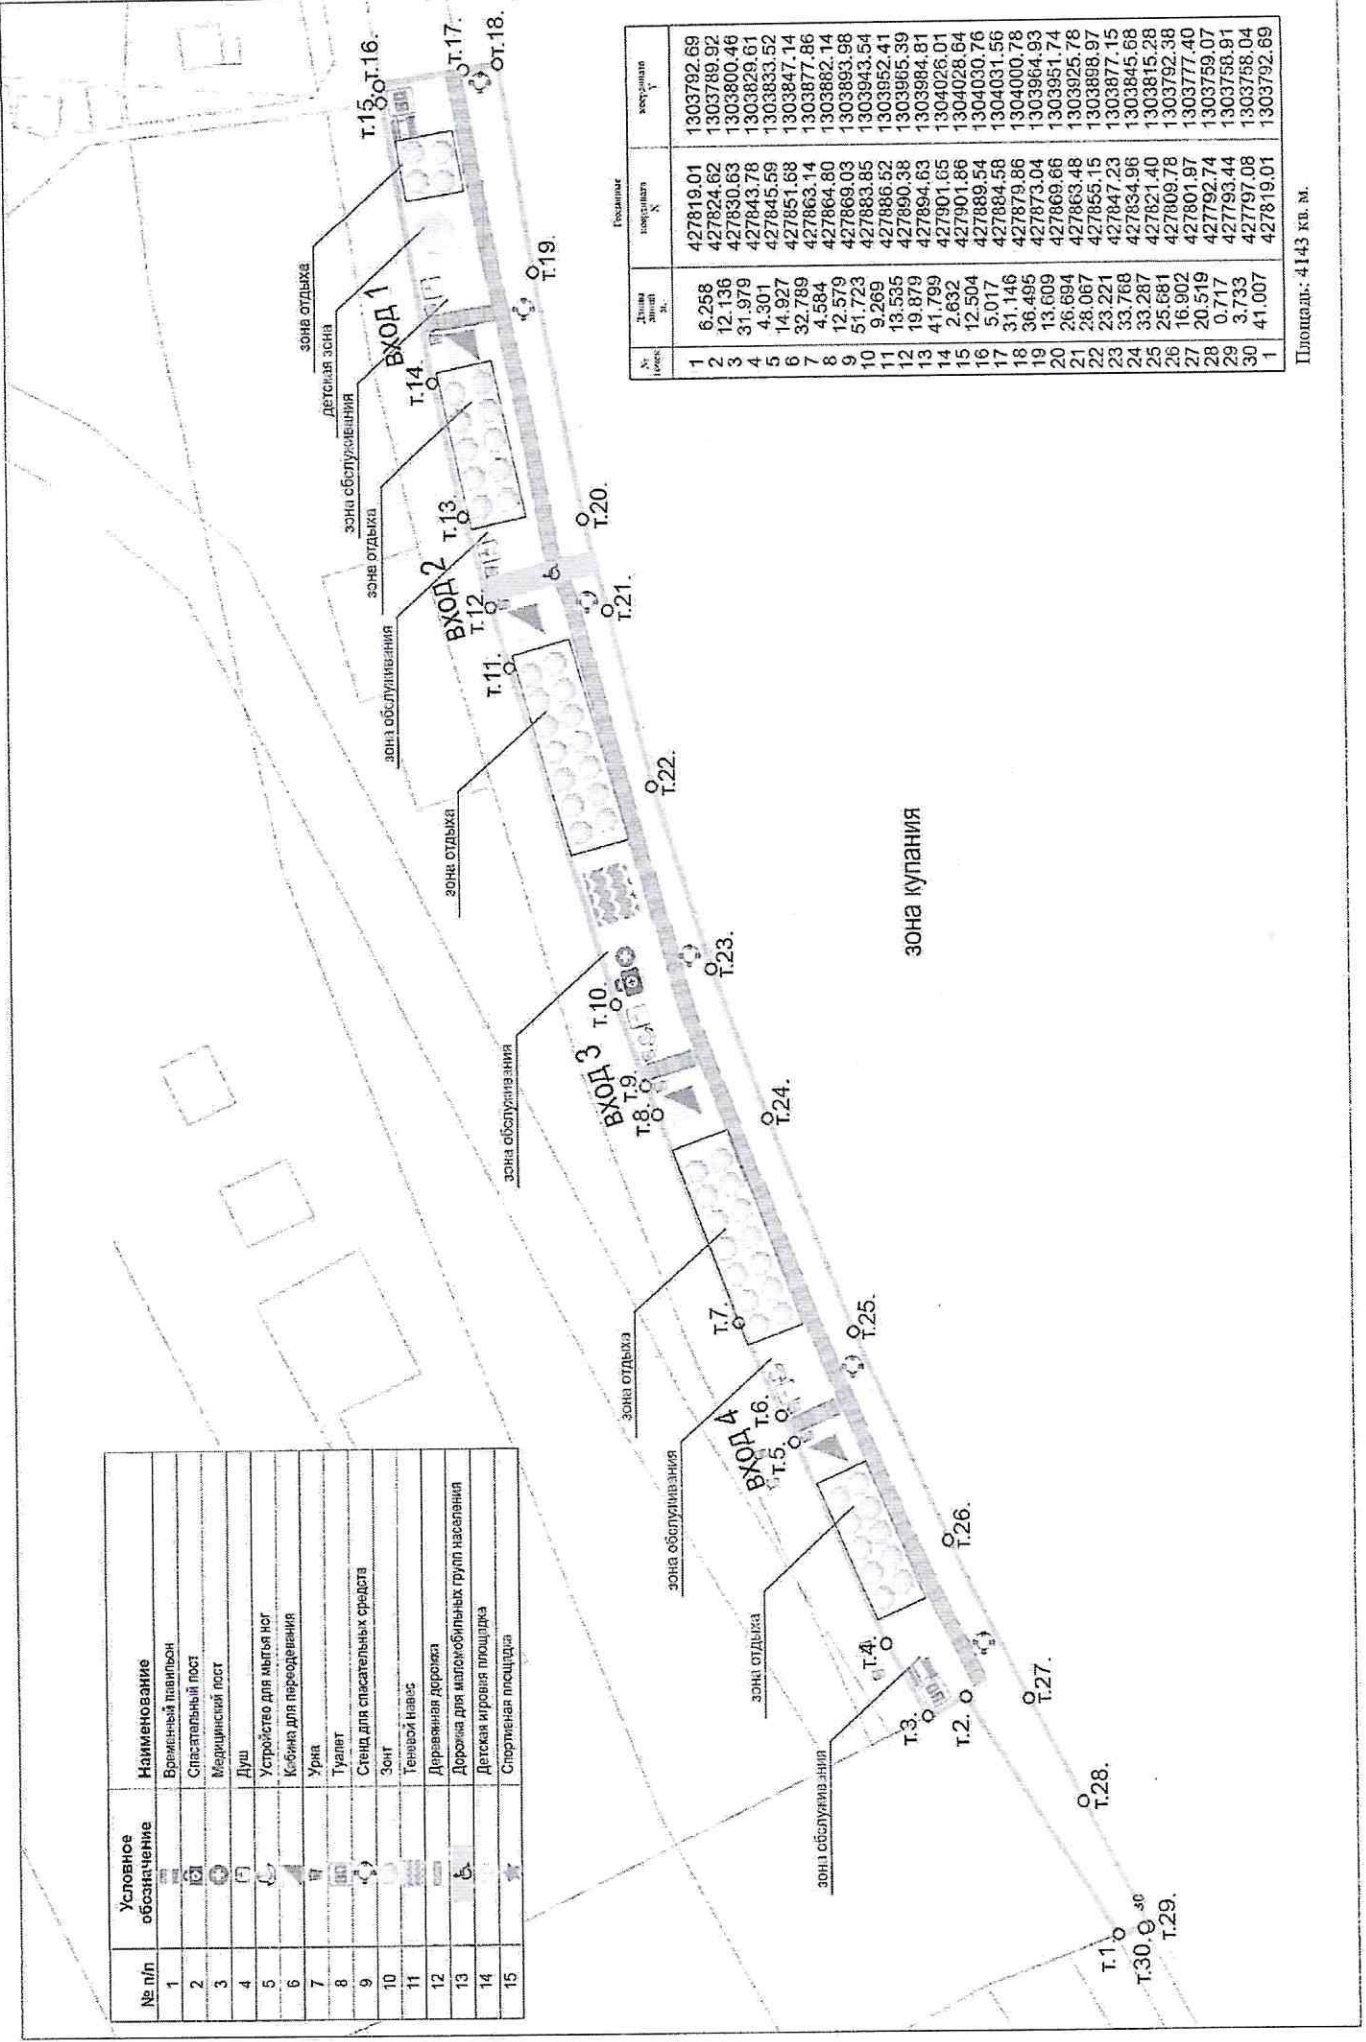 № п/п Условное обозначение Наименование
1 Временный павильон
2 Спасательный пост
3 Медицинский пост
4 Душ
5 Устройство для мытья ног
6 Кабина для переодевания
7 Урна
8 Туалет
9 Стенд для спасательных средств
10 Зонт
11 Теневой навес
12 Деревянная дорожка
13 Дорожка для маломобильных групп населения
14 Детская игровая площадка
15 Спортивная площадка
зона обслуживания
зона отдыха
зона обслуживания
зона отдыха
зона обслуживания
зона отдыха
зона обслуживания
зона отдыха
зона обслуживания
детская зона
зона отдыха
ВХОД 4
ВХОД 3
ВХОД 2
ВХОД 1
т.1.
т.2.
т.3.
т.4.
т.5.
т.6.
т.7.
т.8.
т.9.
т.10.
т.11.
т.12.
т.13.
т.14.
т.15.
т.16.
т.17.
т.18.
т.19.
т.20.
т.21.
т.22.
т.23.
т.24.
т.25.
т.26.
т.27.
т.28.
т.29.
т.30.
зона купания
№ точек Длины линий м. координата X координата Y
1 427819.01 1303792.69
2 6.258 427824.62 1303789.92
3 12.136 427830.63 1303800.46
4 31.979 427843.78 1303829.61
5 4.301 427845.59 1303833.52
6 14.927 427851.68 1303847.14
7 32.789 427863.14 1303877.86
8 4.584 427864.80 1303882.14
9 12.579 427869.03 1303893.98
10 51.723 427883.85 1303943.54
11 9.269 427886.52 1303952.41
12 13.535 427890.38 1303965.39
13 19.879 427894.63 1303984.81
14 41.799 427901.65 1304026.01
15 2.632 427901.86 1304028.64
16 12.504 427889.54 1304030.76
17 5.017 427884.58 1304031.56
18 31.146 427879.86 1304000.78
19 36.495 427873.04 1303964.93
20 13.609 427869.66 1303951.74
21 26.694 427863.48 1303925.78
22 28.067 427855.15 1303898.97
23 23.221 427847.23 1303877.15
24 33.768 427834.96 1303845.68
25 33.287 427821.40 1303815.28
26 25.681 427809.78 1303792.38
27 16.902 427801.97 1303777.40
28 20.519 427792.74 1303759.07
29 0.717 427793.44 1303758.91
30 3.733 427797.08 1303758.04
1 41.007 427819.01 1303792.69
Площадь: 4143 кв. м.